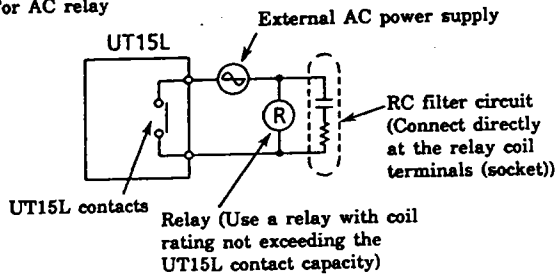 For AC relay
External AC power supply
UT15L
R
RC filter circuit
(Connect directly
at the relay coil
terminals (socket))
UT15L contacts
Relay (Use a relay with coil
rating not exceeding the
UT15L contact capacity)